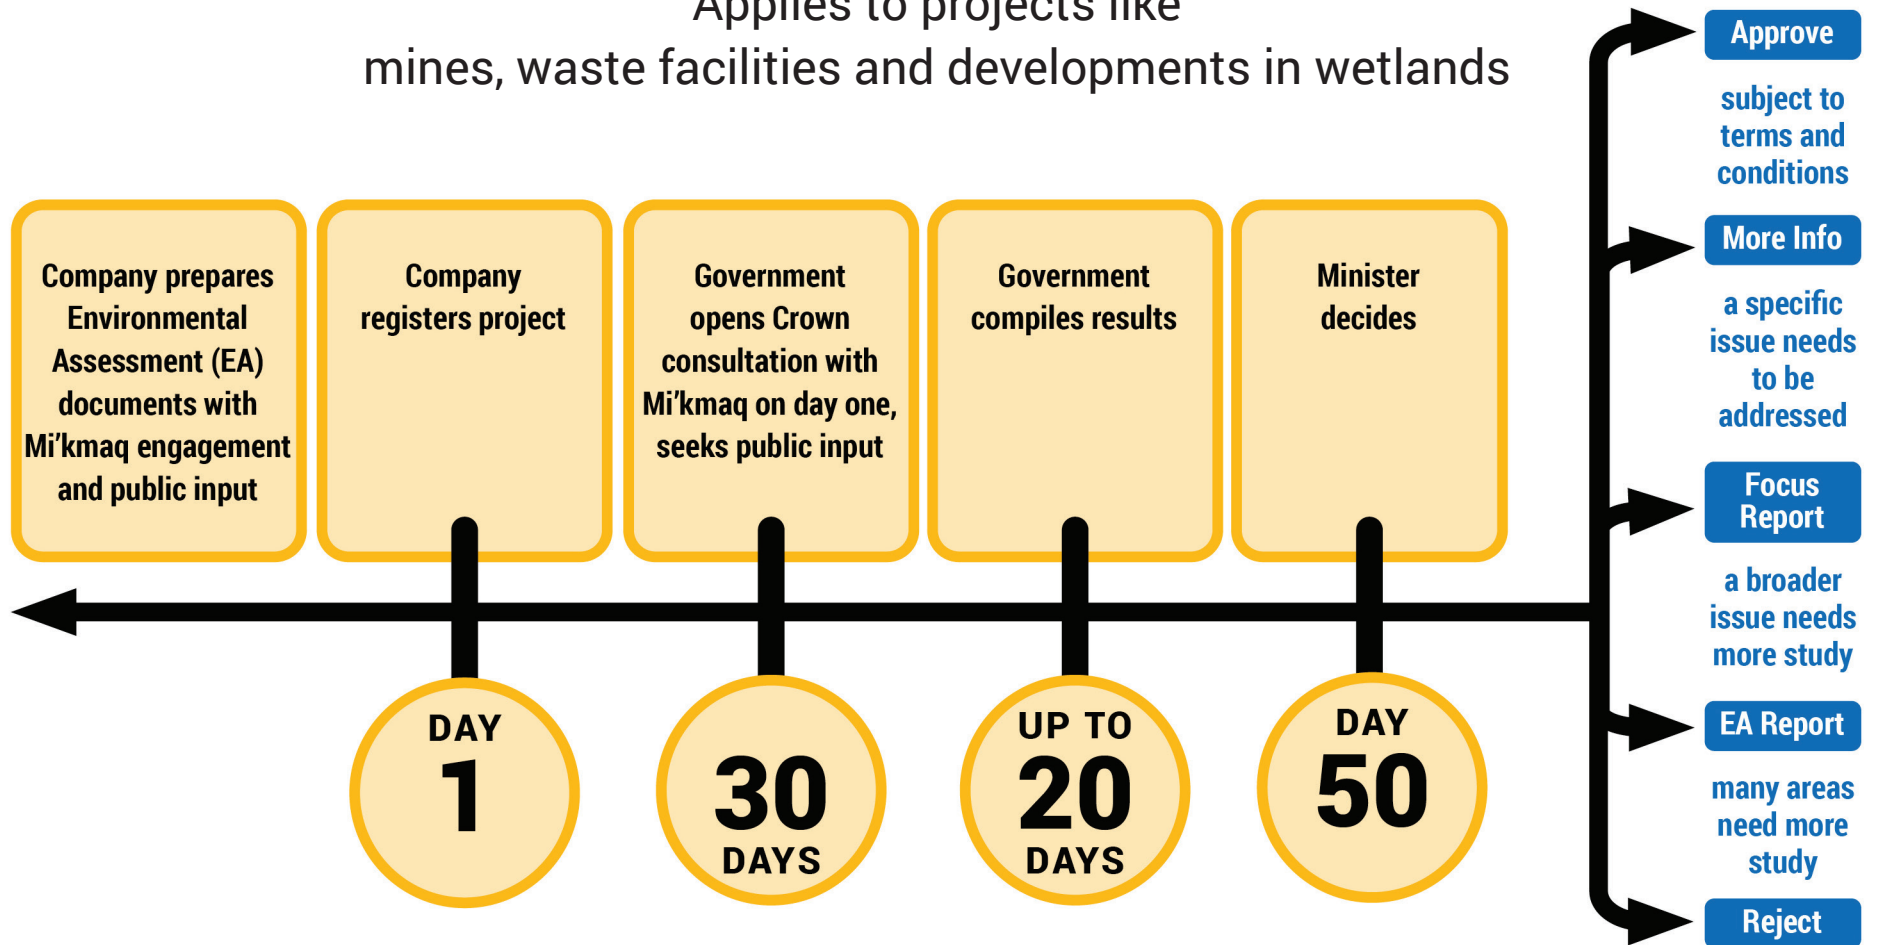 Applies to projects like
mines, waste facilities and developments in wetlands
Company prepares
Environmental
Assessment (EA)
documents with
Mi'kmaq engagement
and public input
Company
registers project
Government
opens Crown
consultation with
Mi'kmaq on day one,
seeks public input
Government
compiles results
Minister
decides
DAY
1
30
DAYS
UP TO
20
DAYS
DAY
50
Approve
subject to
terms and
conditions
More Info
a specific
issue needs
to be
addressed
Focus
Report
a broader
issue needs
more study
EA Report
many areas
need more
study
Reject